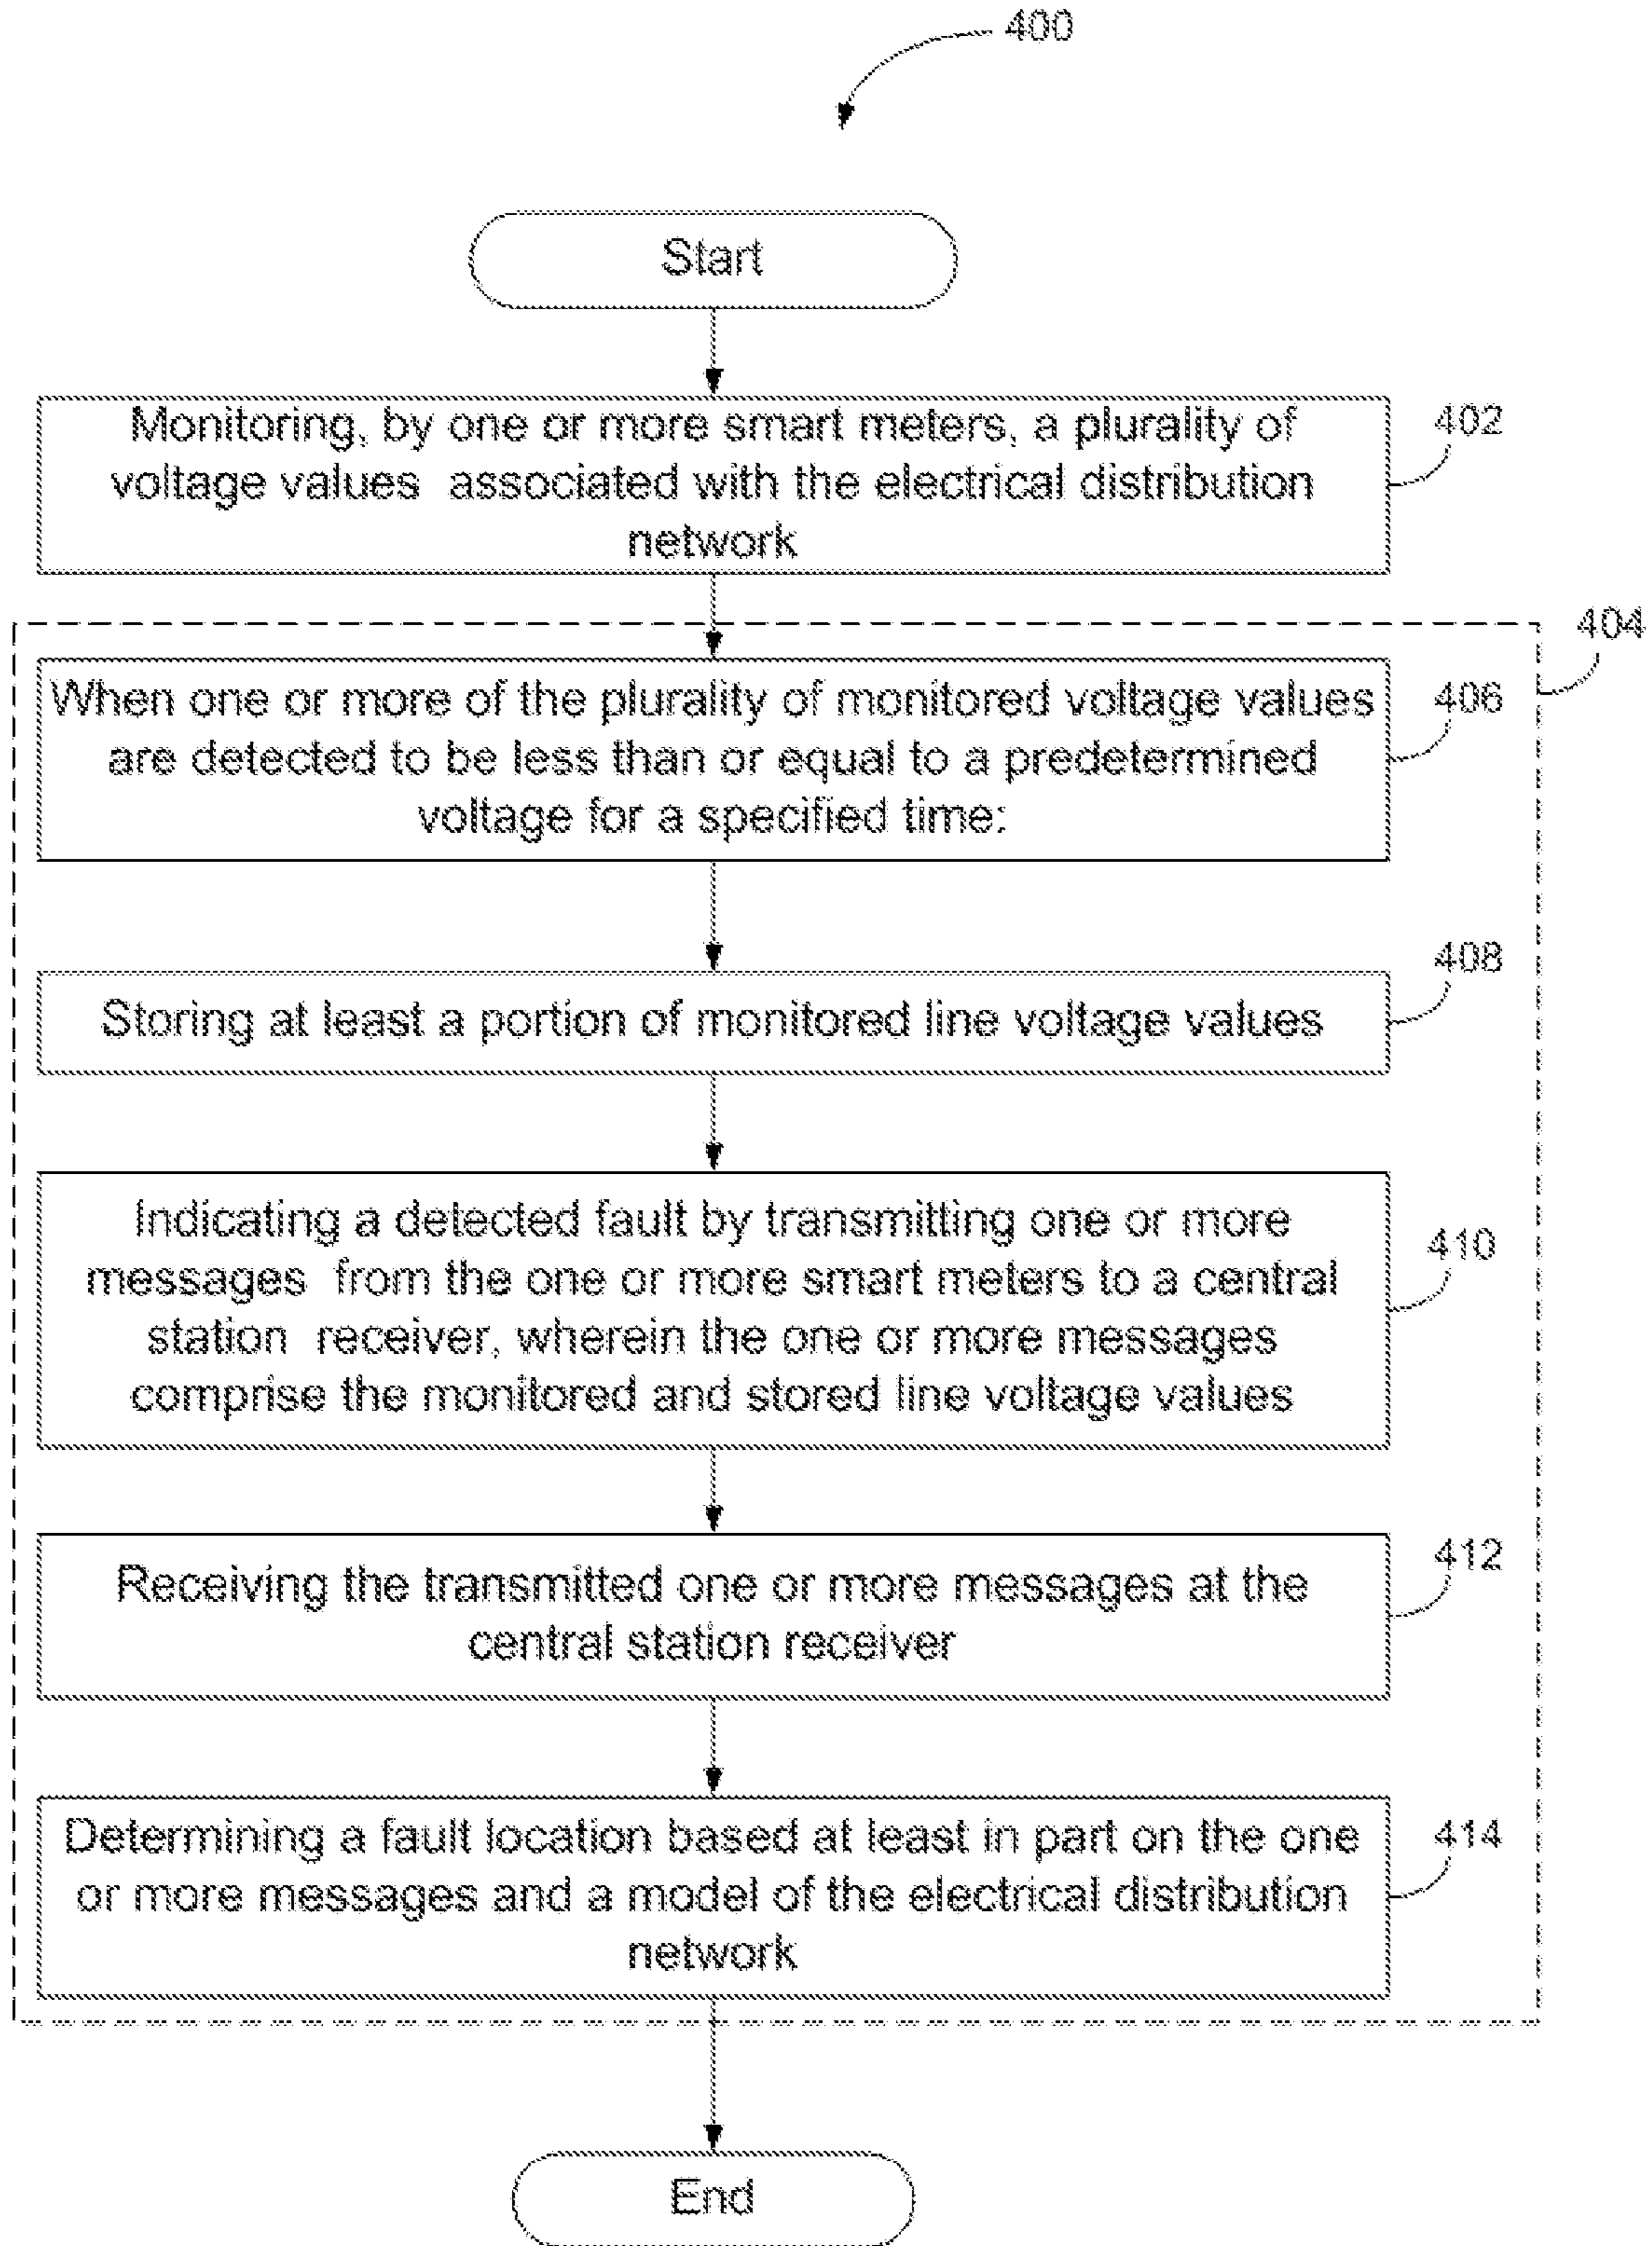 400
Start
Monitoring, by one or more smart meters, a plurality of
voltage values associated with the electrical distribution
network
402
404
When one or more of the plurality of monitored voltage values
are detected to be less than or equal to a predetermined
voltage for a specified time:
406
Storing at least a portion of monitored line voltage values
408
Indicating a detected fault by transmitting one or more
messages from the one or more smart meters to a central
station receiver, wherein the one or more messages
comprise the monitored and stored line voltage values
410
Receiving the transmitted one or more messages at the
central station receiver
412
Determining a fault location based at least in part on the one
or more messages and a model of the electrical distribution
network
414
End